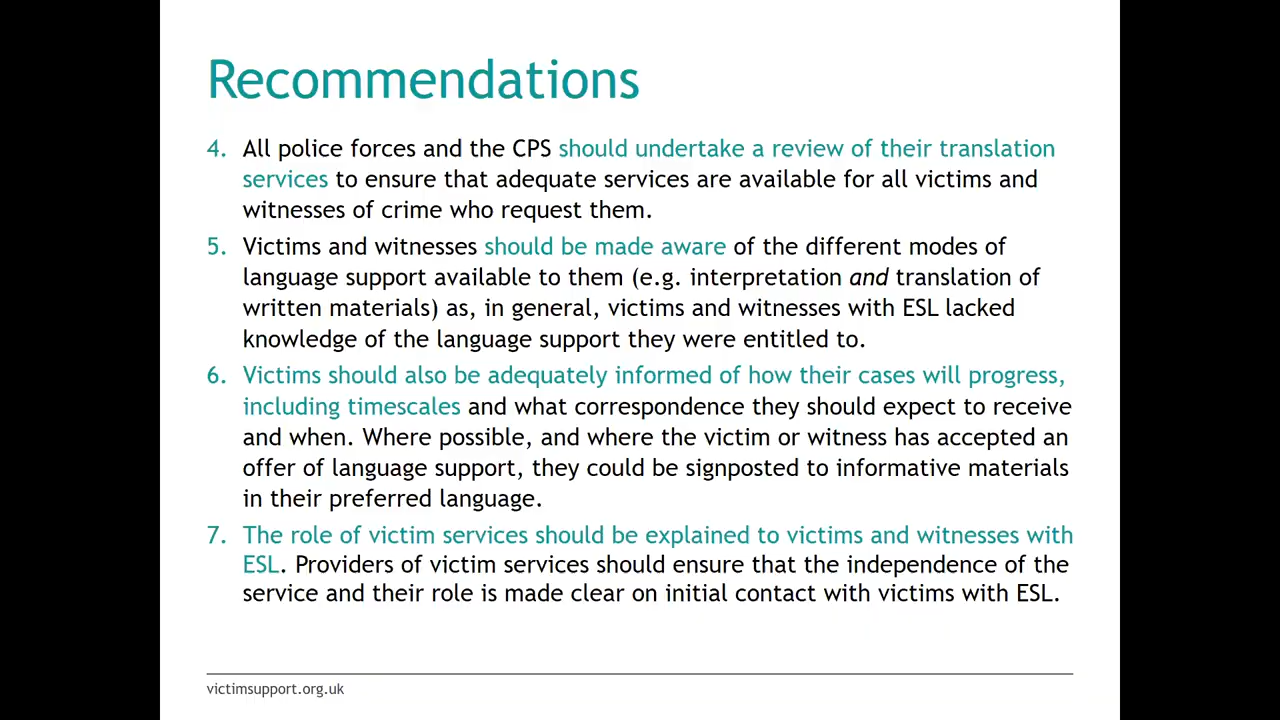 Recommendations
4. All police forces and the CPS should undertake a review of their translation
services to ensure that adequate services are available for all victims and
witnesses of crime who request them.
5. Victims and witnesses should be made aware of the different modes of
language support available to them (e.g. interpretation and translation of
written materials) as, in general, victims and witnesses with ESL lacked
knowledge of the language support they were entitled to.
6. Victims should also be adequately informed of how their cases will progress,
including timescales and what correspondence they should expect to receive
and when. Where possible, and where the victim or witness has accepted an
offer of language support, they could be signposted to informative materials
in their preferred language.
7. The role of victim services should be explained to victims and witnesses with
ESL. Providers of victim services should ensure that the independence of the
service and their role is made clear on initial contact with victims with ESL.
victimsupport.org.uk